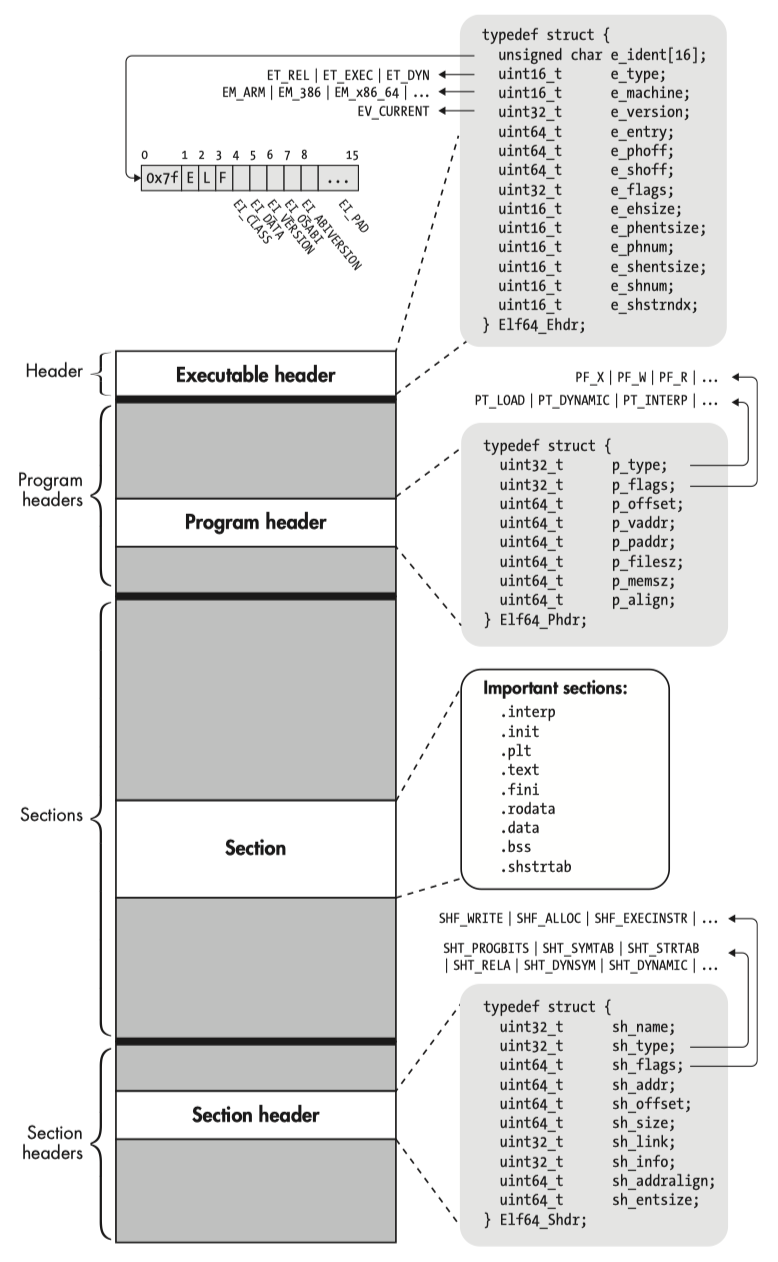 typedef struct {
unsigned char e_ident[16];
uint16_t e_type;
uint16_t e_machine;
uint32_t e_version;
uint64_t e_entry;
uint64_t e_phoff;
uint64_t e_shoff;
uint32_t e_flags;
uint16_t e_ehsize;
uint16_t e_phentsize;
uint16_t e_phnum;
uint16_t e_shentsize;
uint16_t e_shnum;
uint16_t e_shstrndx;
} Elf64_Ehdr;
ET_REL | ET_EXEC | ET_DYN
EM_ARM | EM_386 | EM_x86_64 | ...
EV_CURRENT
0 1 2 3 4 5 6 7 8 15
0x7f E L F ...
EI_CLASS
EI_DATA
EI_VERSION
EI_OSABI
EI_ABIVERSION
EI_PAD
Header
Executable header
PF_X | PF_W | PF_R | ...
PT_LOAD | PT_DYNAMIC | PT_INTERP | ...
Program
headers
Program header
typedef struct {
uint32_t p_type;
uint32_t p_flags;
uint64_t p_offset;
uint64_t p_vaddr;
uint64_t p_paddr;
uint64_t p_filesz;
uint64_t p_memsz;
uint64_t p_align;
} Elf64_Phdr;
Sections
Section
Important sections:
.interp
.init
.plt
.text
.fini
.rodata
.data
.bss
.shstrtab
SHF_WRITE | SHF_ALLOC | SHF_EXECINSTR | ...
SHT_PROGBITS | SHT_SYMTAB | SHT_STRTAB
| SHT_RELA | SHT_DYNSYM | SHT_DYNAMIC | ...
Section
headers
Section header
typedef struct {
uint32_t sh_name;
uint32_t sh_type;
uint64_t sh_flags;
uint64_t sh_addr;
uint64_t sh_offset;
uint64_t sh_size;
uint32_t sh_link;
uint32_t sh_info;
uint64_t sh_addralign;
uint64_t sh_entsize;
} Elf64_Shdr;